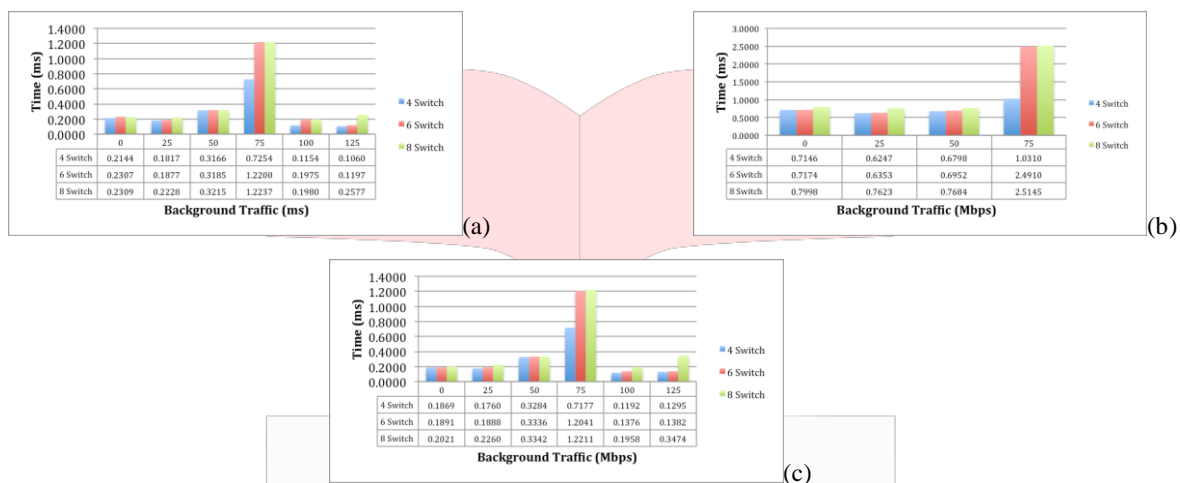 1.4000
1.2000
1.0000
0.8000
0.6000
0.4000
0.2000
0.0000
Time (ms)
0 25 50 75 100 125
4 Switch 0.2144 0.1817 0.3166 0.7254 0.1154 0.1060
6 Switch 0.2307 0.1877 0.3185 1.2200 0.1975 0.1197
8 Switch 0.2309 0.2228 0.3215 1.2237 0.1980 0.2577
Background Traffic (ms)
4 Switch
6 Switch
8 Switch
(a)
3.0000
2.5000
2.0000
1.5000
1.0000
0.5000
0.0000
Time (ms)
0 25 50 75
4 Switch 0.7146 0.6247 0.6798 1.0310
6 Switch 0.7174 0.6353 0.6952 2.4910
8 Switch 0.7998 0.7623 0.7684 2.5145
Background Traffic (Mbps)
4 Switch
6 Switch
8 Switch
(b)
1.4000
1.2000
1.0000
0.8000
0.6000
0.4000
0.2000
0.0000
Time (ms)
0 25 50 75 100 125
4 Switch 0.1869 0.1760 0.3284 0.7177 0.1192 0.1295
6 Switch 0.1891 0.1888 0.3336 1.2041 0.1376 0.1382
8 Switch 0.2021 0.2260 0.3342 1.2211 0.1958 0.3474
Background Traffic (Mbps)
4 Switch
6 Switch
8 Switch
(c)